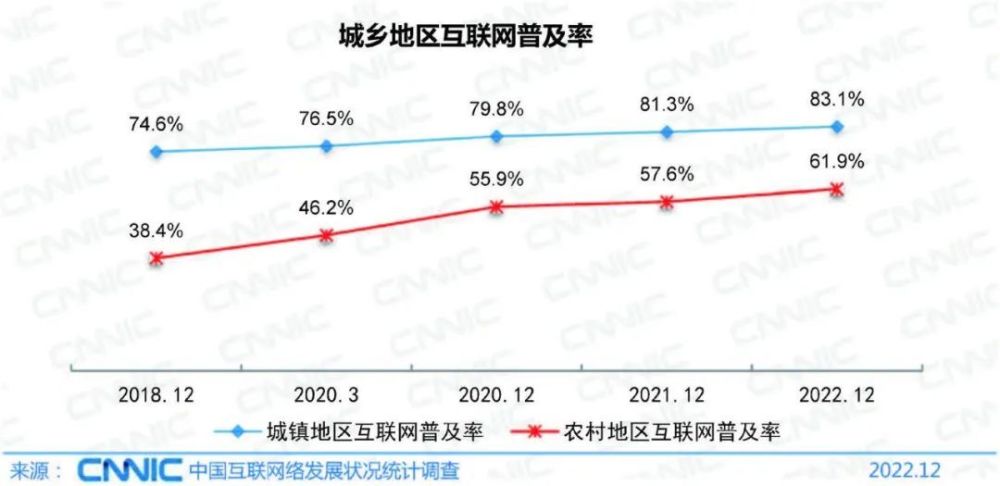 城乡地区互联网普及率
74.6% 76.5% 79.8% 81.3% 83.1%
38.4% 46.2% 55.9% 57.6% 61.9%
2018.12 2020.3 2020.12 2021.12 2022.12
城镇地区互联网普及率 农村地区互联网普及率
来源： CNNIC 中国互联网络发展状况统计调查 2022.12